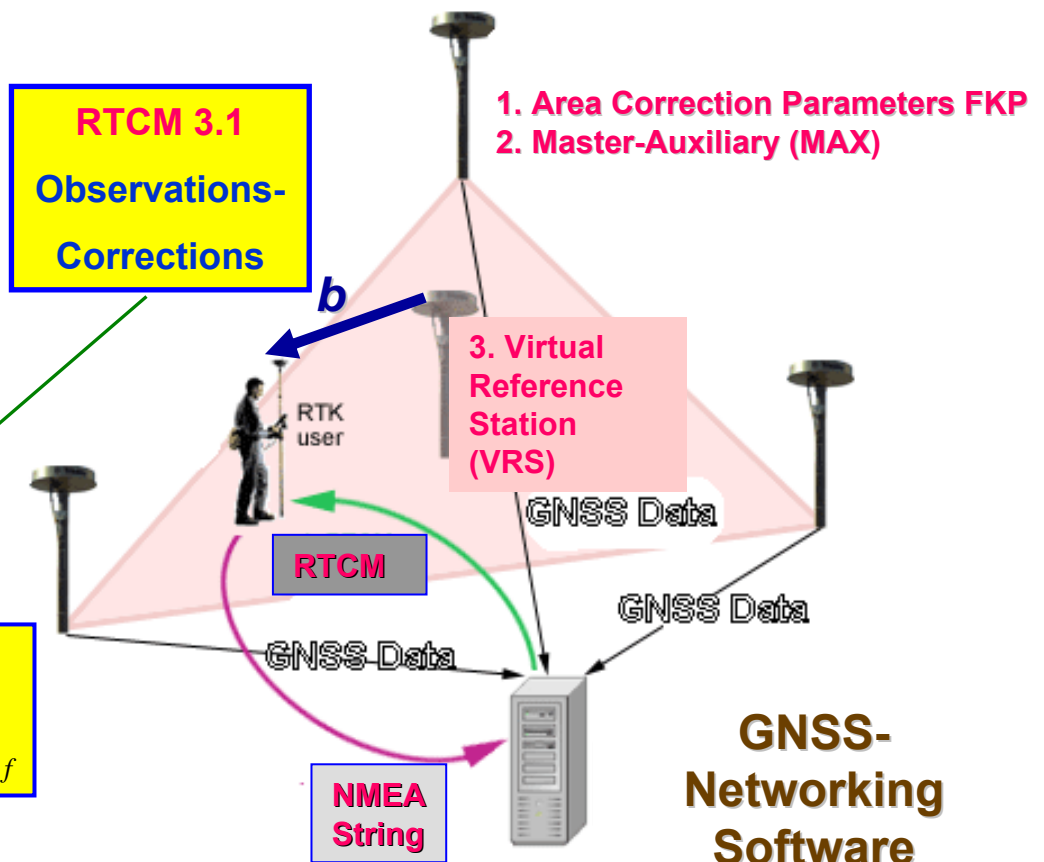 RTCM 3.1
Observations-
Corrections
1. Area Correction Parameters FKP
2. Master-Auxiliary (MAX)
b
3. Virtual
Reference
Station
(VRS)
RTK
user
GNSS Data
RTCM
GNSS Data
GNSS Data
f
NMEA
String
GNSS-
Networking
Software